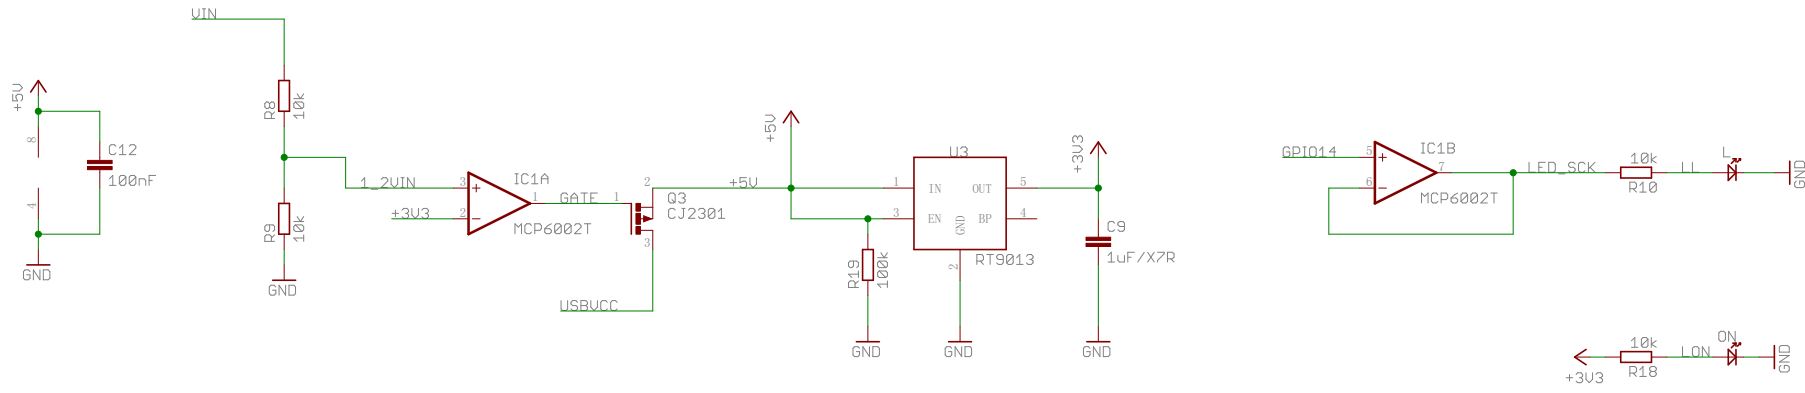 VIN
+5V
8
C12
100nF
4
GND
R8
10k
R9
10k
GND
1_2VIN
+3V3
3
2
IC1A
1
MCP6002T
GATE
1
2
Q3
CJ2301
3
USBVCC
+5V
+5V
U3
1
IN
OUT
5
3
EN
BP
4
GND
2
RT9013
R19
100k
GND
GND
+3V3
C9
1uF/X7R
GND
GPIO14
5
6
IC1B
7
MCP6002T
LED_SCK
10k
R10
LL
L
GND
+3V3
10k
R18
LON
ON
GND